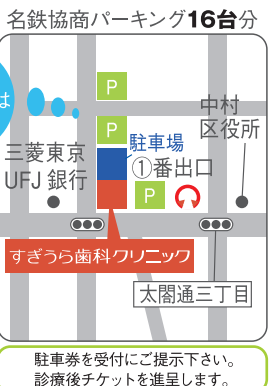 名鉄協商パーキング16台分
は
P
中村
区役所
P
駐車場
三菱東京
UFJ 銀行
①番出口
P
すぎうら歯科クリニック
太閤通三丁目
駐車券を受付にご提示下さい。
診療後チケットを進呈します。